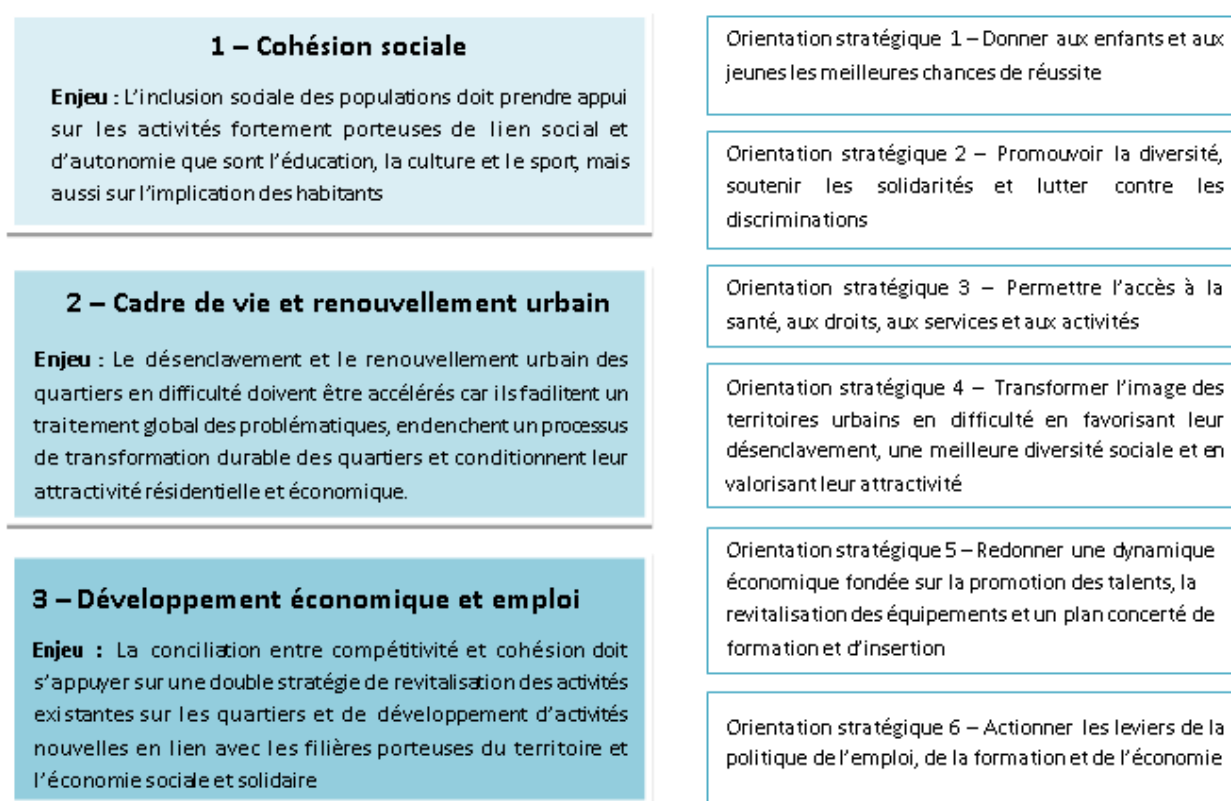 1 – Cohésion sociale
Enjeu : L'inclusion sociale des populations doit prendre appui
sur les activités fortement porteuses de lien social et
d'autonomie que sont l'éducation, la culture et le sport, mais
aussi sur l'implication des habitants
2 – Cadre de vie et renouvellement urbain
Enjeu : Le désenclavement et le renouvellement urbain des
quartiers en difficulté doivent être accélérés car ils facilitent un
traitement global des problématiques, enclenchent un processus
de transformation durable des quartiers et conditionnent leur
attractivité résidentielle et économique.
3 – Développement économique et emploi
Enjeu : La conciliation entre compétitivité et cohésion doit
s'appuyer sur une double stratégie de revitalisation des activités
existantes sur les quartiers et de développement d'activités
nouvelles en lien avec les filières porteuses du territoire et
l'économie sociale et solidaire
Orientation stratégique 1 – Donner aux enfants et aux
jeunes les meilleures chances de réussite
Orientation stratégique 2 – Promouvoir la diversité,
soutenir les solidarités et lutter contre les
discriminations
Orientation stratégique 3 – Permettre l'accès à la
santé, aux droits, aux services et aux activités
Orientation stratégique 4 – Transformer l'image des
territoires urbains en difficulté en favorisant leur
désenclavement, une meilleure diversité sociale et en
valorisant leur attractivité
Orientation stratégique 5 – Redonner une dynamique
économique fondée sur la promotion des talents, la
revitalisation des équipements et un plan concerté de
formation et d'insertion
Orientation stratégique 6 – Actionner les leviers de la
politique de l'emploi, de la formation et de l'économie